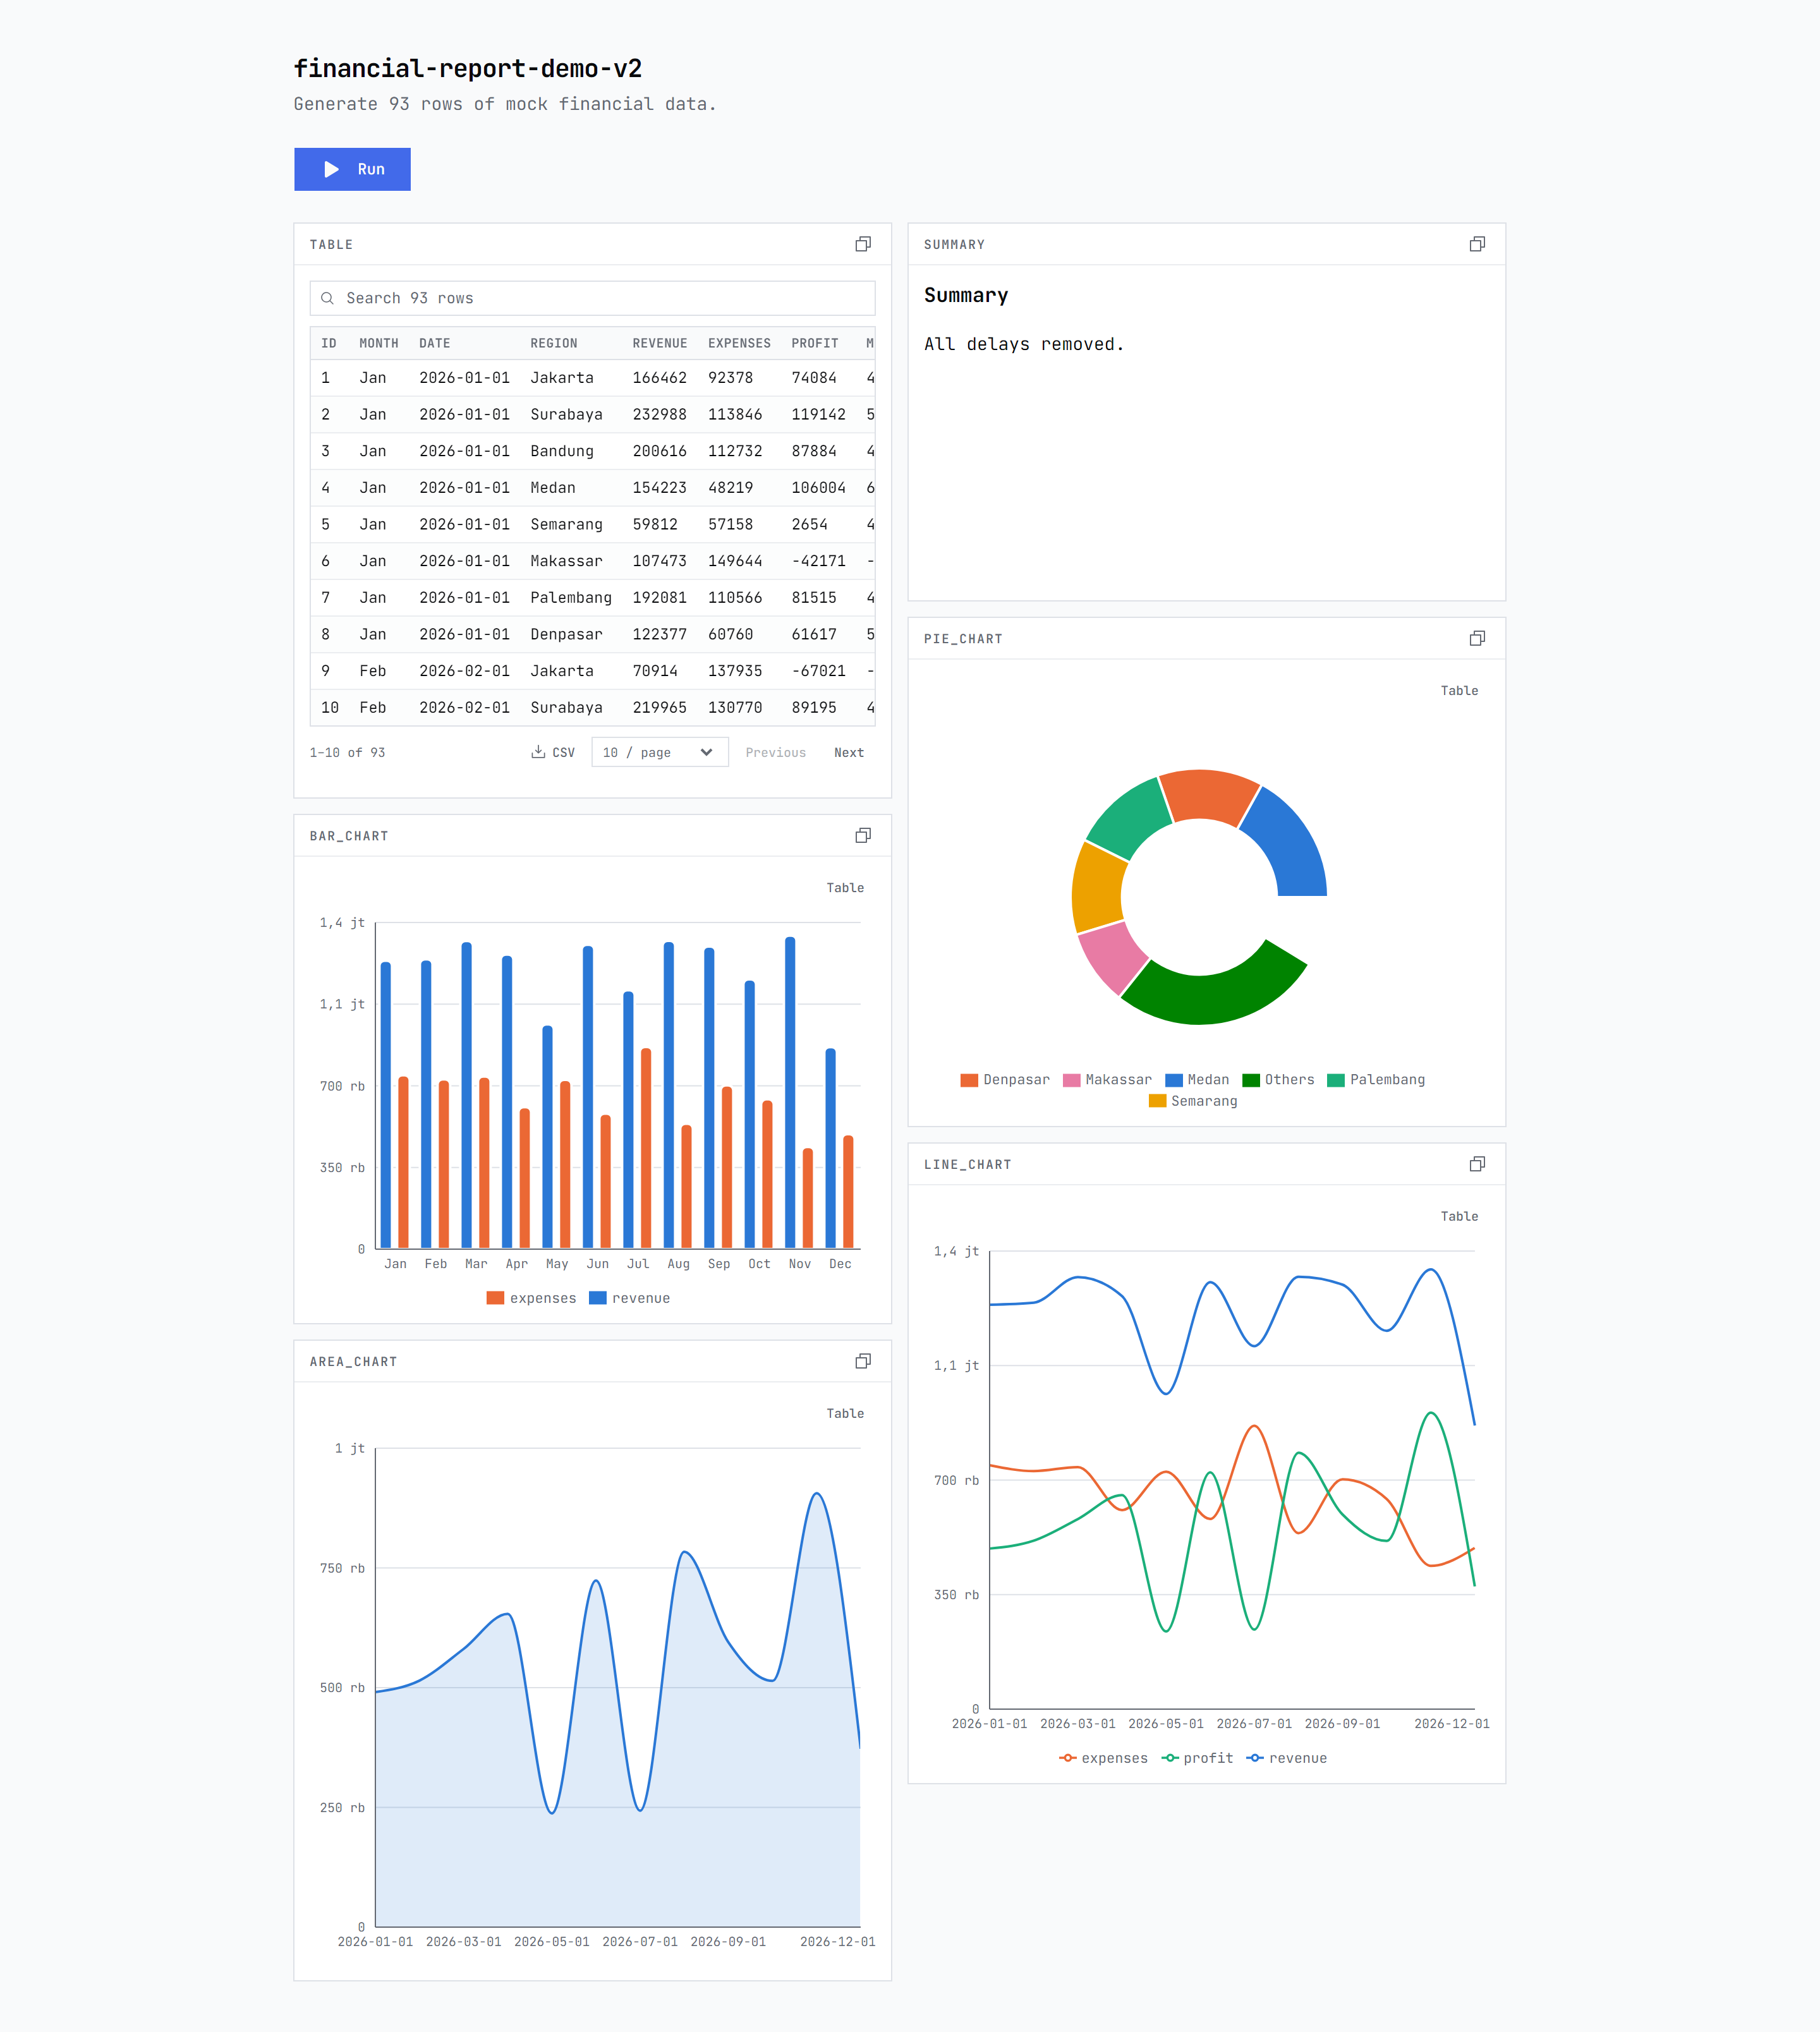 financial-report-demo-v2
Generate 93 rows of mock financial data.
Run
TABLE
Search 93 rows
ID MONTH DATE REGION REVENUE EXPENSES PROFIT M
1 Jan 2026-01-01 Jakarta 166462 92378 74084 4
2 Jan 2026-01-01 Surabaya 232988 113846 119142 5
3 Jan 2026-01-01 Bandung 200616 112732 87884 4
4 Jan 2026-01-01 Medan 154223 48219 106004 6
5 Jan 2026-01-01 Semarang 59812 57158 2654 4
6 Jan 2026-01-01 Makassar 107473 149644 -42171 -
7 Jan 2026-01-01 Palembang 192081 110566 81515 4
8 Jan 2026-01-01 Denpasar 122377 60760 61617 5
9 Feb 2026-02-01 Jakarta 70914 137935 -67021 -
10 Feb 2026-02-01 Surabaya 219965 130770 89195 4
1–10 of 93 CSV 10 / page Previous Next
SUMMARY
Summary
All delays removed.
PIE_CHART
Table
Denpasar Makassar Medan Others Palembang
Semarang
BAR_CHART
Table
1,4 jt
1,1 jt
700 rb
350 rb
0
Jan Feb Mar Apr May Jun Jul Aug Sep Oct Nov Dec
expenses revenue
LINE_CHART
Table
1,4 jt
1,1 jt
700 rb
350 rb
0
2026-01-01 2026-03-01 2026-05-01 2026-07-01 2026-09-01 2026-12-01
expenses profit revenue
AREA_CHART
Table
1 jt
750 rb
500 rb
250 rb
0
2026-01-01 2026-03-01 2026-05-01 2026-07-01 2026-09-01 2026-12-01